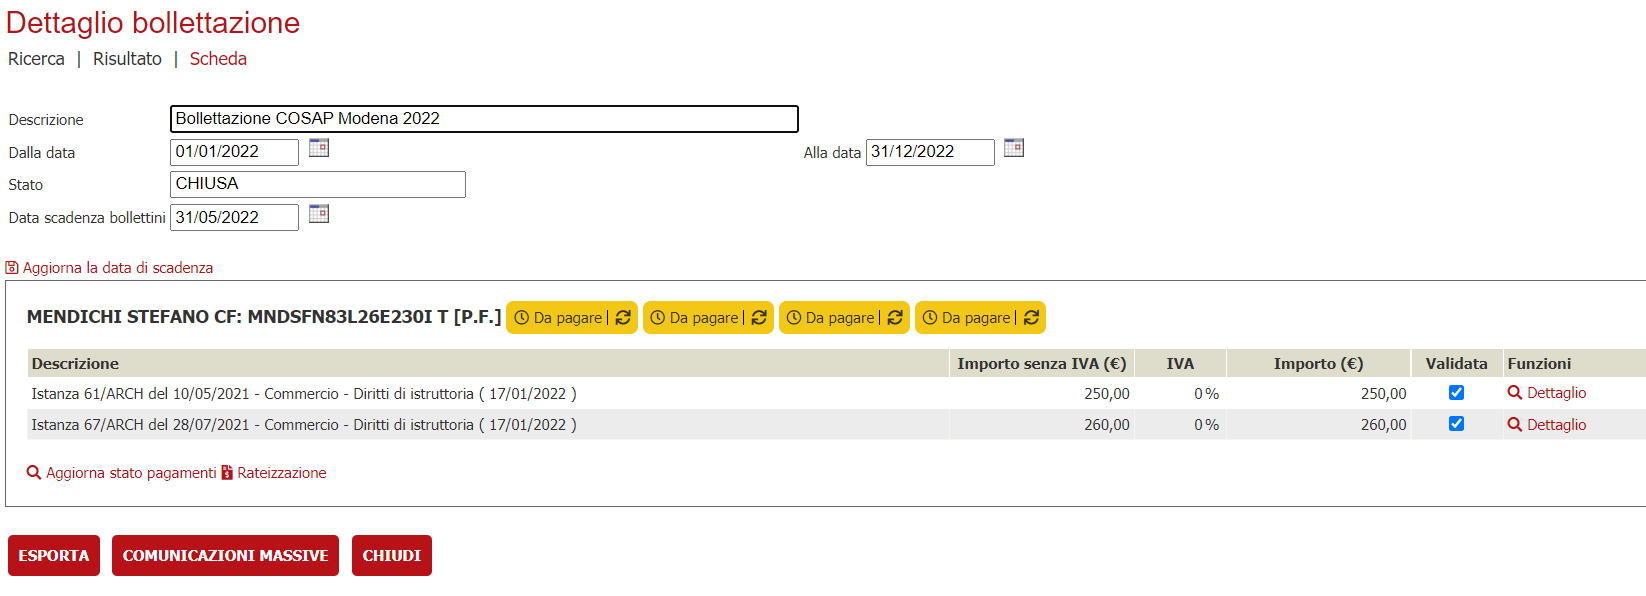 Dettaglio bollettazione
Ricerca | Risultato | Scheda
Descrizione Bollettazione COSAP Modena 2022
Dalla data 01/01/2022 Alla data 31/12/2022
Stato CHIUSA
Data scadenza bollettini 31/05/2022
Aggiorna la data di scadenza
MENDICHI STEFANO CF: MNDSFN83L26E230I T [P.F.] Da pagare | Da pagare | Da pagare | Da pagare |
Descrizione Importo senza IVA (€) IVA Importo (€) Validata Funzioni
Istanza 61/ARCH del 10/05/2021 - Commercio - Diritti di istruttoria ( 17/01/2022 ) 250,00 0 % 250,00 Dettaglio
Istanza 67/ARCH del 28/07/2021 - Commercio - Diritti di istruttoria ( 17/01/2022 ) 260,00 0 % 260,00 Dettaglio
Aggiorna stato pagamenti Rateizzazione
ESPORTA COMUNICAZIONI MASSIVE CHIUDI